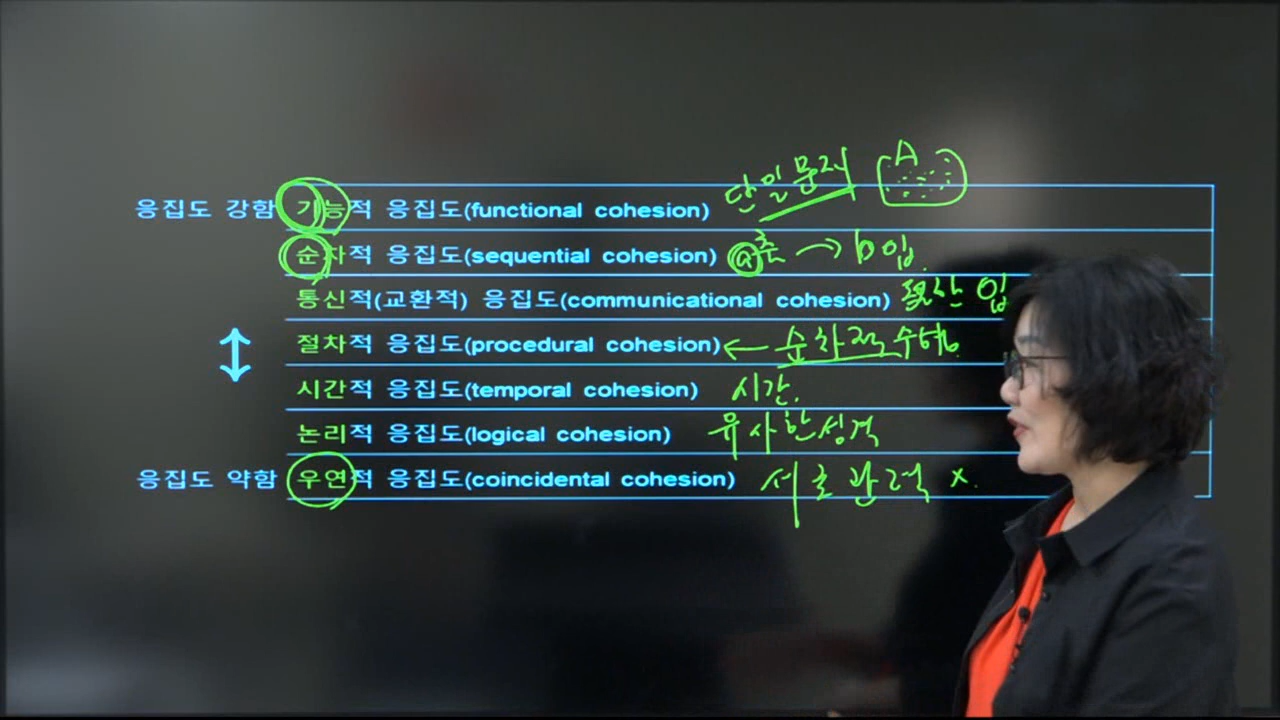 단일문제 A
응집도 강함 기능적 응집도(functional cohesion)
순차적 응집도(sequential cohesion) a출 → b입.
통신적(교환적) 응집도(communicational cohesion) 입
↕ 절차적 응집도(procedural cohesion) ← 순차적 수행.
시간적 응집도(temporal cohesion) 시간.
논리적 응집도(logical cohesion) 유사한 성격
응집도 약함 우연적 응집도(coincidental cohesion) 서로 관련 x.